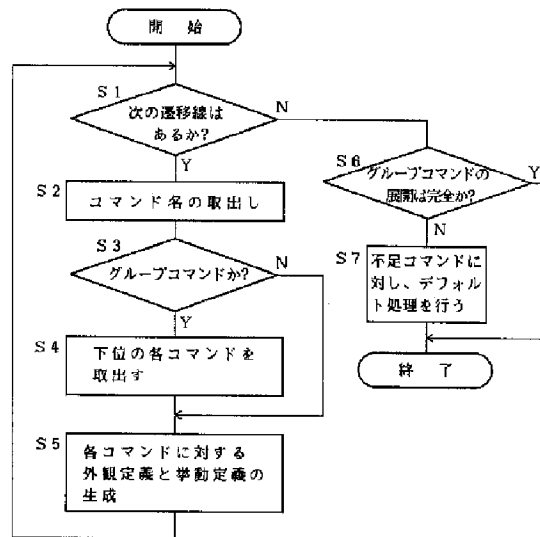 開始
S1
次の遷移線は
あるか?
N
Y
S2
コマンド名の取出し
S3
グループコマンドか?
N
Y
S4
下位の各コマンドを
取出す
S5
各コマンドに対する
外観定義と挙動定義の
生成
S6
グループコマンドの
展開は完全か?
Y
N
S7
不足コマンドに
対し、デフォル
ト処理を行う
終了